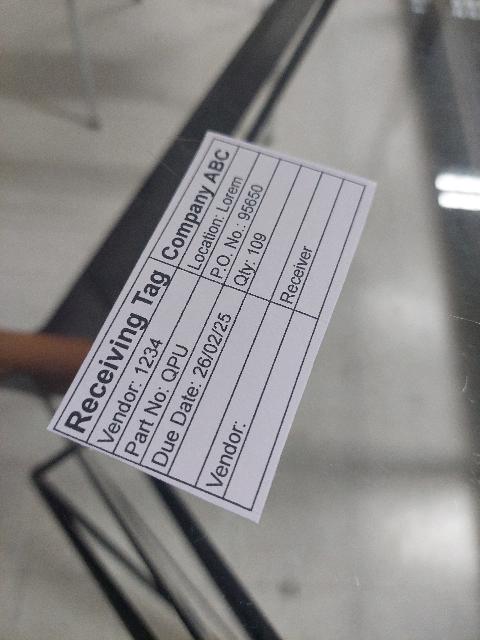 Receiving Tag Company ABC
Vendor: 1234 Location: Lorem
Part No: QPU P.O. No.: 95650
Due Date: 26/02/25 Qty: 109
Vendor: Receiver